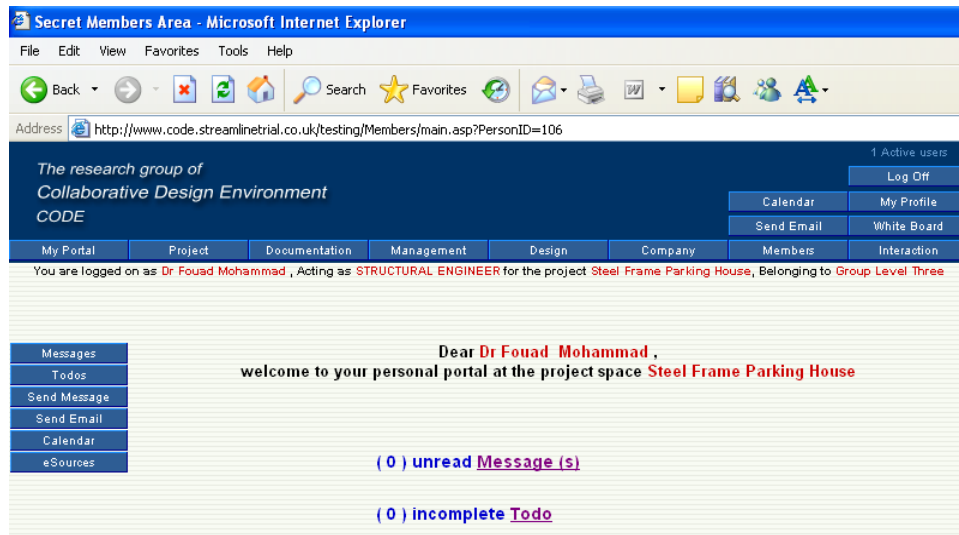 Secret Members Area - Microsoft Internet Explorer
File Edit View Favorites Tools Help
Back Search Favorites
Address http://www.code.streamlinetrial.co.uk/testing/Members/main.asp?PersonID=106
1 Active users
The research group of
Collaborative Design Environment
CODE
Log Off
Calendar My Profile
Send Email White Board
My Portal Project Documentation Management Design Company Members Interaction
You are logged on as Dr Fouad Mohammad , Acting as STRUCTURAL ENGINEER for the project Steel Frame Parking House, Belonging to Group Level Three
Messages
Todos
Send Message
Send Email
Calendar
eSources
Dear Dr Fouad Mohammad ,
welcome to your personal portal at the project space Steel Frame Parking House
( 0 ) unread Message (s)
( 0 ) incomplete Todo